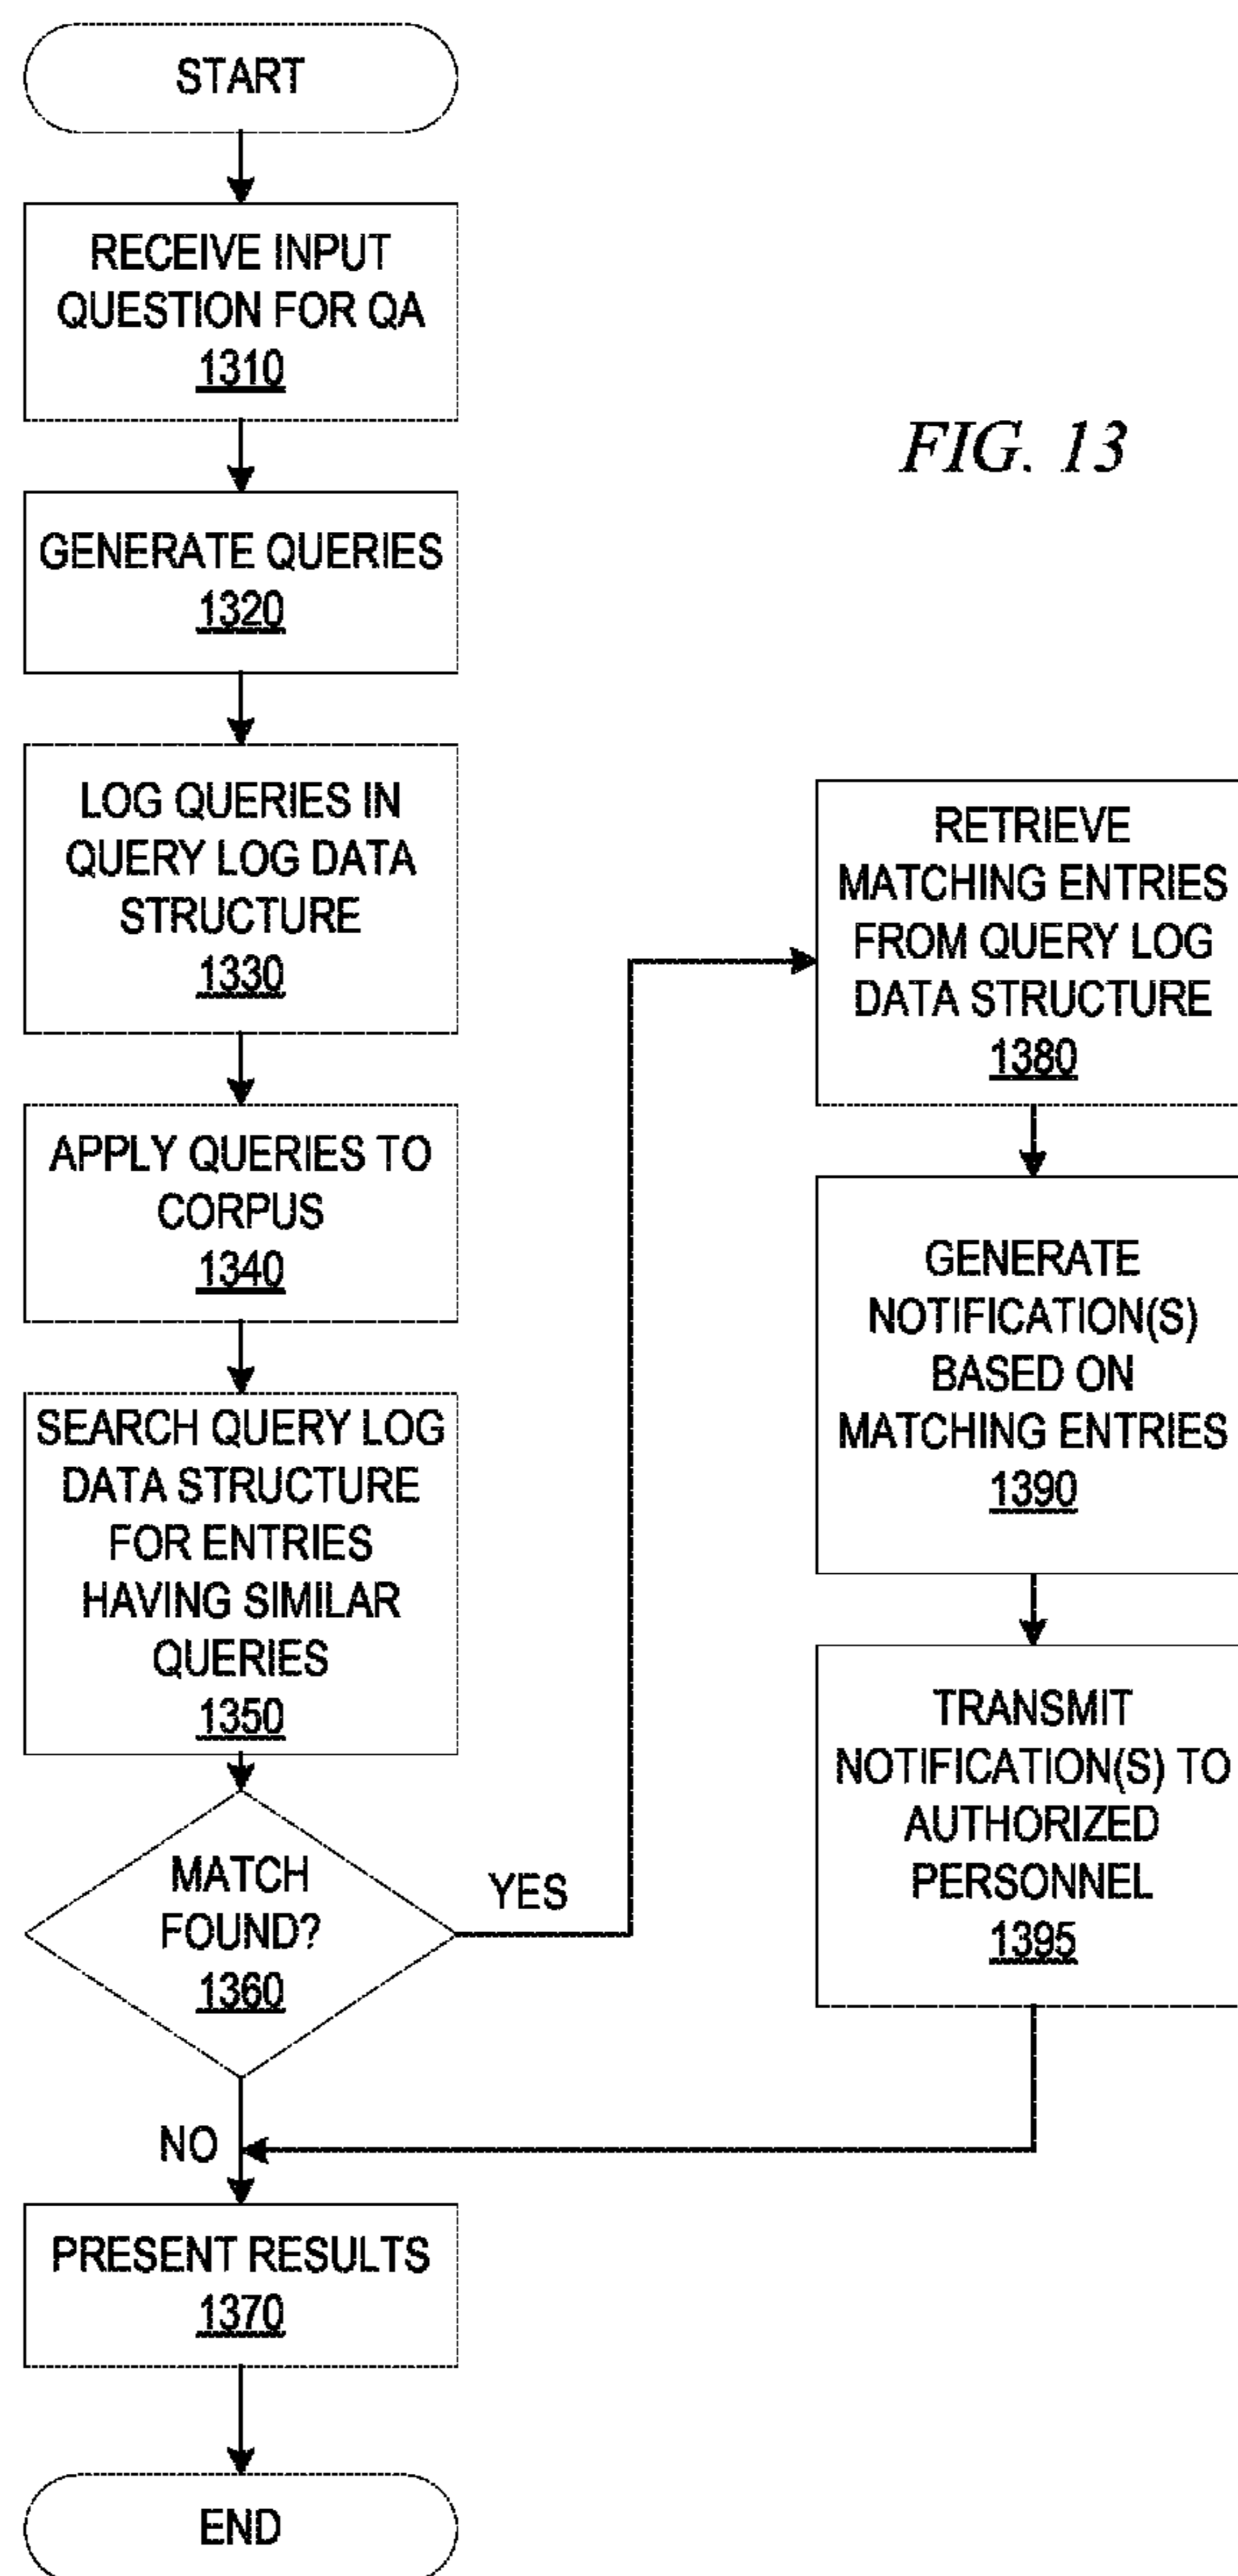 START
RECEIVE INPUT
QUESTION FOR QA
1310
FIG. 13
GENERATE QUERIES
1320
LOG QUERIES IN
QUERY LOG DATA
STRUCTURE
1330
APPLY QUERIES TO
CORPUS
1340
SEARCH QUERY LOG
DATA STRUCTURE
FOR ENTRIES
HAVING SIMILAR
QUERIES
1350
MATCH
FOUND?
1360
YES
NO
RETRIEVE
MATCHING ENTRIES
FROM QUERY LOG
DATA STRUCTURE
1380
GENERATE
NOTIFICATION(S)
BASED ON
MATCHING ENTRIES
1390
TRANSMIT
NOTIFICATION(S) TO
AUTHORIZED
PERSONNEL
1395
PRESENT RESULTS
1370
END